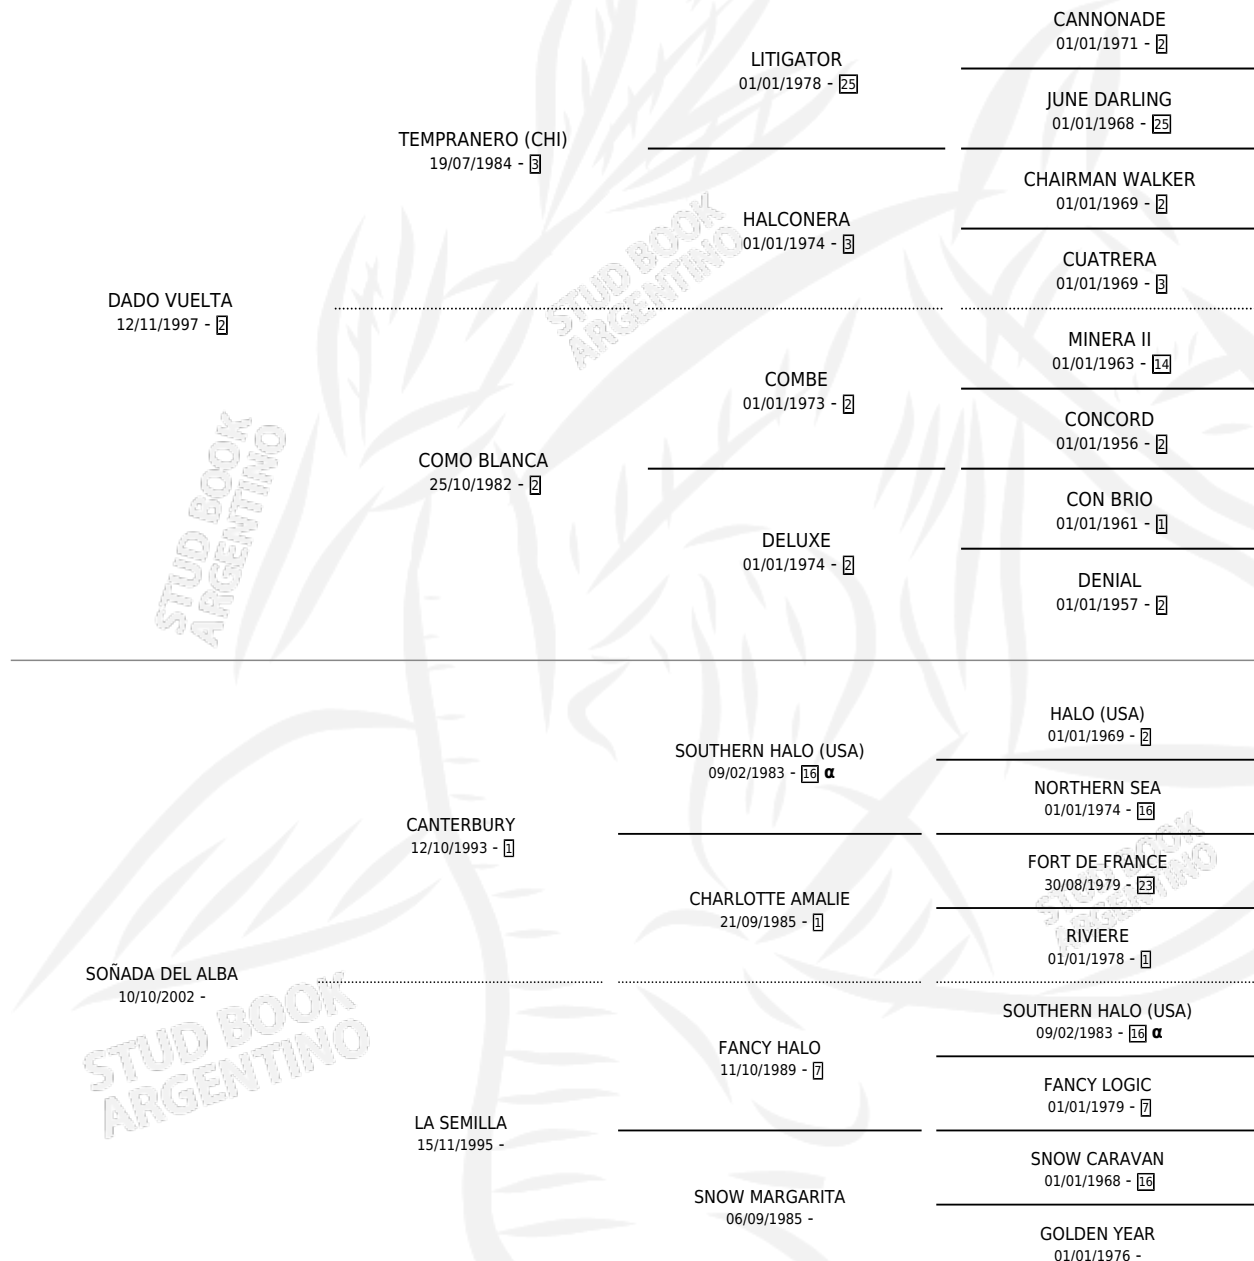 CANNONADE
01/01/1971 - 2
LITIGATOR
01/01/1978 - 25
JUNE DARLING
01/01/1968 - 25
TEMPRANERO (CHI)
19/07/1984 - 3
CHAIRMAN WALKER
01/01/1969 - 2
HALCONERA
01/01/1974 - 3
CUATRERA
01/01/1969 - 3
DADO VUELTA
12/11/1997 - 2
MINERA II
01/01/1963 - 14
COMBE
01/01/1973 - 2
CONCORD
01/01/1956 - 2
COMO BLANCA
25/10/1982 - 2
CON BRIO
01/01/1961 - 1
DELUXE
01/01/1974 - 2
DENIAL
01/01/1957 - 2
HALO (USA)
01/01/1969 - 2
SOUTHERN HALO (USA)
09/02/1983 - 16 α
NORTHERN SEA
01/01/1974 - 16
CANTERBURY
12/10/1993 - 1
FORT DE FRANCE
30/08/1979 - 23
CHARLOTTE AMALIE
21/09/1985 - 1
RIVIERE
01/01/1978 - 1
SOÑADA DEL ALBA
10/10/2002 -
SOUTHERN HALO (USA)
09/02/1983 - 16 α
FANCY HALO
11/10/1989 - 7
FANCY LOGIC
01/01/1979 - 7
LA SEMILLA
15/11/1995 -
SNOW CARAVAN
01/01/1968 - 16
SNOW MARGARITA
06/09/1985 -
GOLDEN YEAR
01/01/1976 -
STUD BOOK
ARGENTINO
STUD BOOK
ARGENTINO
STUD BOOK
ARGENTINO
STUD BOOK
ARGENTINO